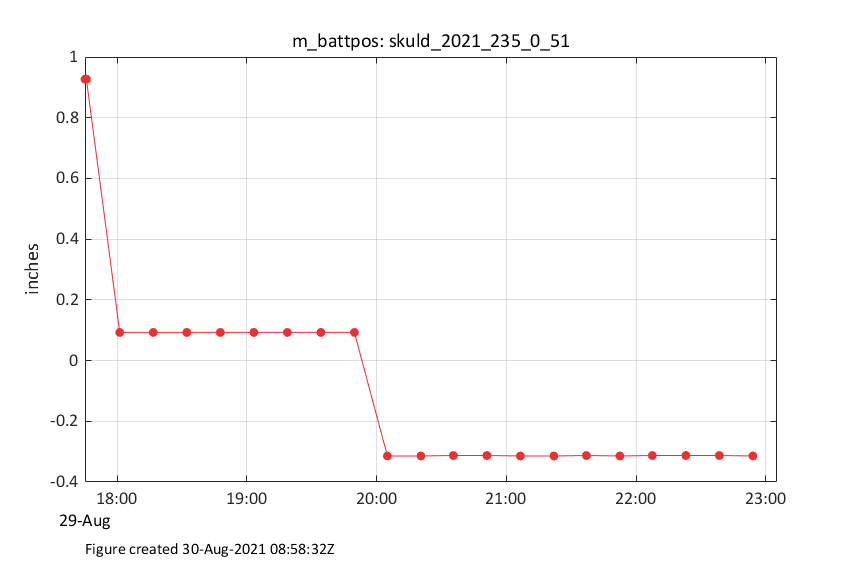 m_battpos: skuld_2021_235_0_51
1
0.8
0.6
0.4
0.2
0
-0.2
-0.4
inches
18:00 19:00 20:00 21:00 22:00 23:00
29-Aug
Figure created 30-Aug-2021 08:58:32Z